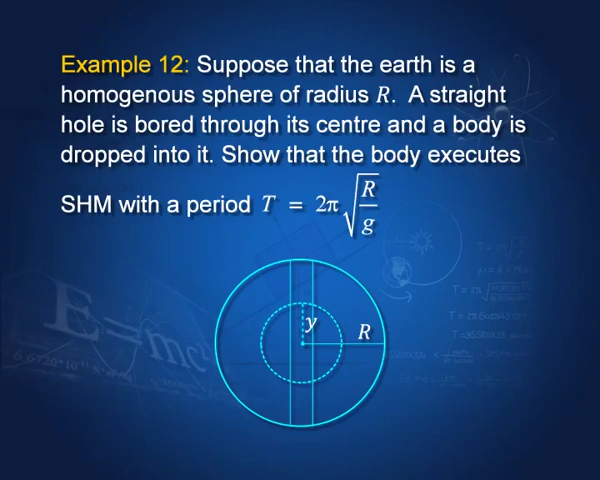 Example 12: Suppose that the earth is a
homogenous sphere of radius R. A straight
hole is bored through its centre and a body is
dropped into it. Show that the body executes
SHM with a period T = 2π√(R/g)
y
R
E=mc²